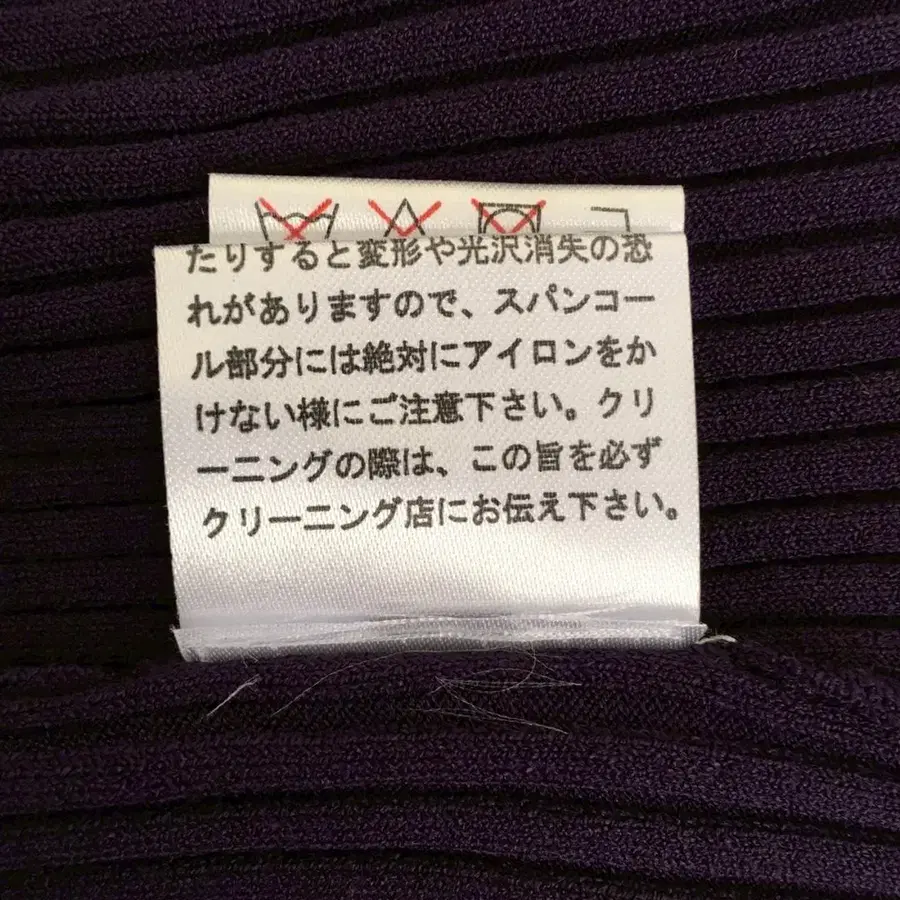 たりすると変形や光沢消失の恐
れがありますので、スパンコー
ル部分には絶対にアイロンをか
けない様にご注意下さい。クリ
ーニングの際は、この旨を必ず
クリーニング店にお伝え下さい。